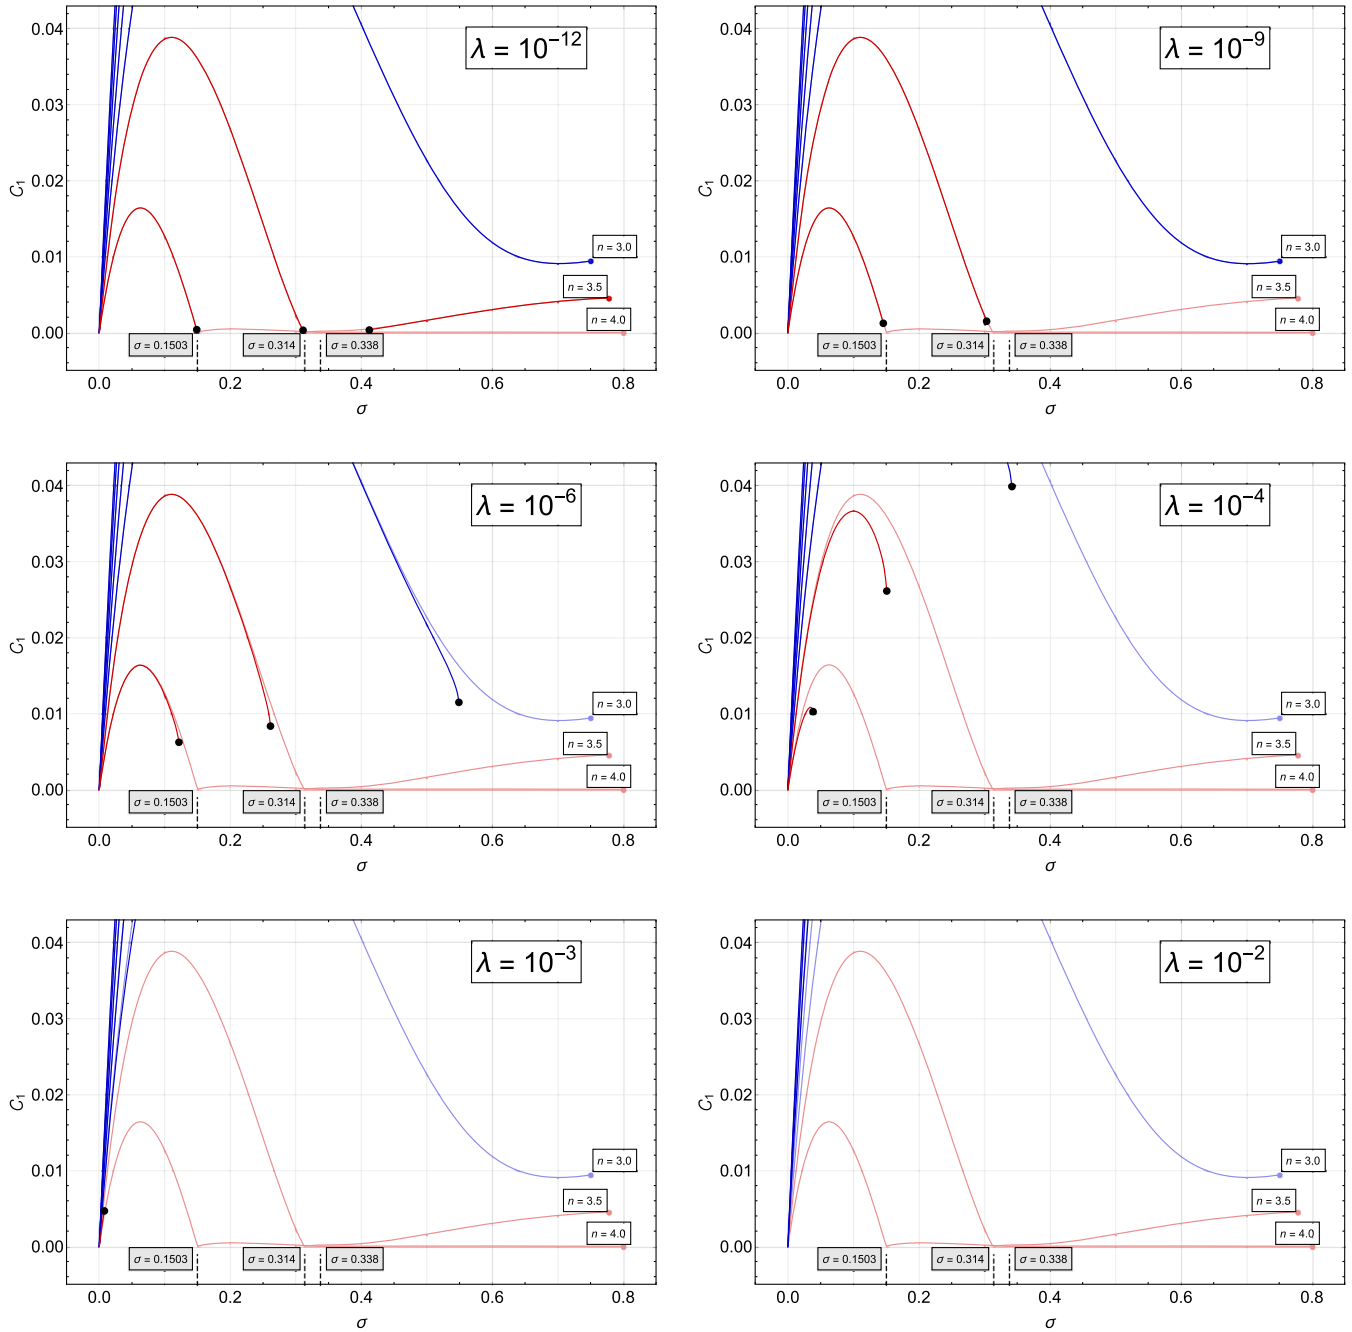 λ = 10⁻¹²
C₁
0.04
0.03
0.02
0.01
0.00
n = 3.0
n = 3.5
n = 4.0
σ = 0.1503
σ = 0.314
σ = 0.338
0.0 0.2 0.4 0.6 0.8
σ
λ = 10⁻⁹
C₁
0.04
0.03
0.02
0.01
0.00
n = 3.0
n = 3.5
n = 4.0
σ = 0.1503
σ = 0.314
σ = 0.338
0.0 0.2 0.4 0.6 0.8
σ
λ = 10⁻⁶
C₁
0.04
0.03
0.02
0.01
0.00
n = 3.0
n = 3.5
n = 4.0
σ = 0.1503
σ = 0.314
σ = 0.338
0.0 0.2 0.4 0.6 0.8
σ
λ = 10⁻⁴
C₁
0.04
0.03
0.02
0.01
0.00
n = 3.0
n = 3.5
n = 4.0
σ = 0.1503
σ = 0.314
σ = 0.338
0.0 0.2 0.4 0.6 0.8
σ
λ = 10⁻³
C₁
0.04
0.03
0.02
0.01
0.00
n = 3.0
n = 3.5
n = 4.0
σ = 0.1503
σ = 0.314
σ = 0.338
0.0 0.2 0.4 0.6 0.8
σ
λ = 10⁻²
C₁
0.04
0.03
0.02
0.01
0.00
n = 3.0
n = 3.5
n = 4.0
σ = 0.1503
σ = 0.314
σ = 0.338
0.0 0.2 0.4 0.6 0.8
σ